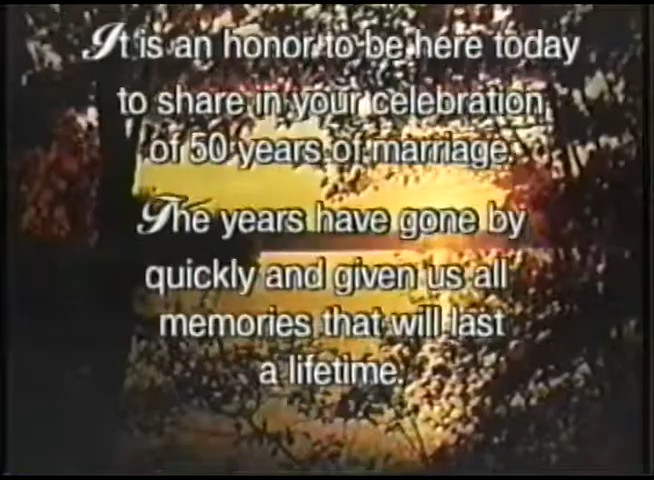 It is an honor to be here today
to share in your celebration
of 50 years of marriage.
The years have gone by
quickly and given us all
memories that will last
a lifetime.